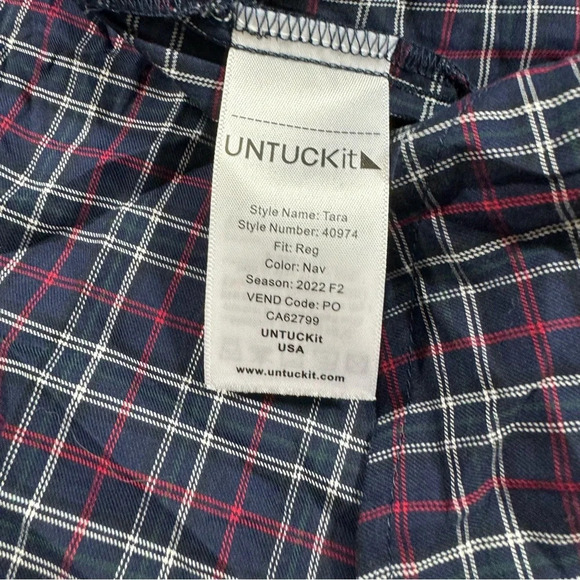 UNTUCKit
Style Name: Tara
Style Number: 40974
Fit: Reg
Color: Nav
Season: 2022 F2
VEND Code: PO
CA62799
UNTUCKit
USA
www.untuckit.com